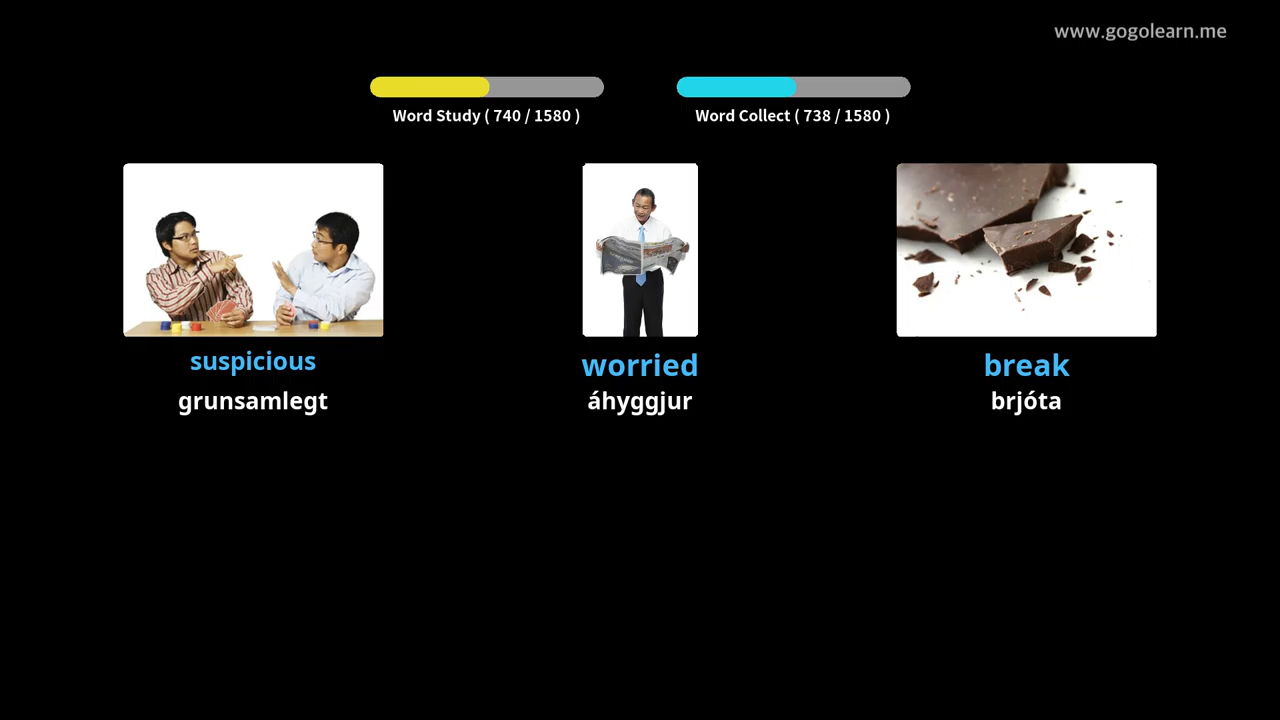 www.gogolearn.me
Word Study ( 740 / 1580 )
Word Collect ( 738 / 1580 )
suspicious
grunsamlegt
worried
áhyggjur
break
brjóta